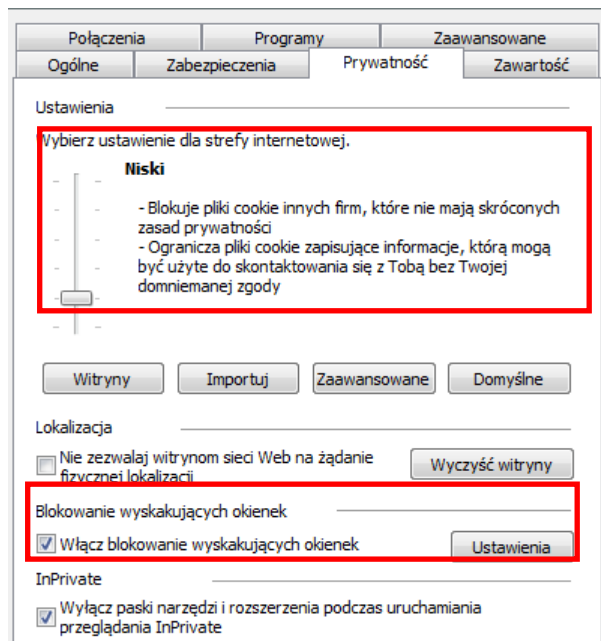 Połączenia Programy Zaawansowane
Ogólne Zabezpieczenia Prywatność Zawartość
Ustawienia
Wybierz ustawienie dla strefy internetowej.
Niski
- Blokuje pliki cookie innych firm, które nie mają skróconych
zasad prywatności
- Ogranicza pliki cookie zapisujące informacje, którą mogą
być użyte do skontaktowania się z Tobą bez Twojej
domniemanej zgody
Witryny Importuj Zaawansowane Domyślne
Lokalizacja
Nie zezwalaj witrynom sieci Web na żądanie
fizycznej lokalizacji
Wyczyść witryny
Blokowanie wyskakujących okienek
Włącz blokowanie wyskakujących okienek Ustawienia
InPrivate
Wyłącz paski narzędzi i rozszerzenia podczas uruchamiania
przeglądania InPrivate